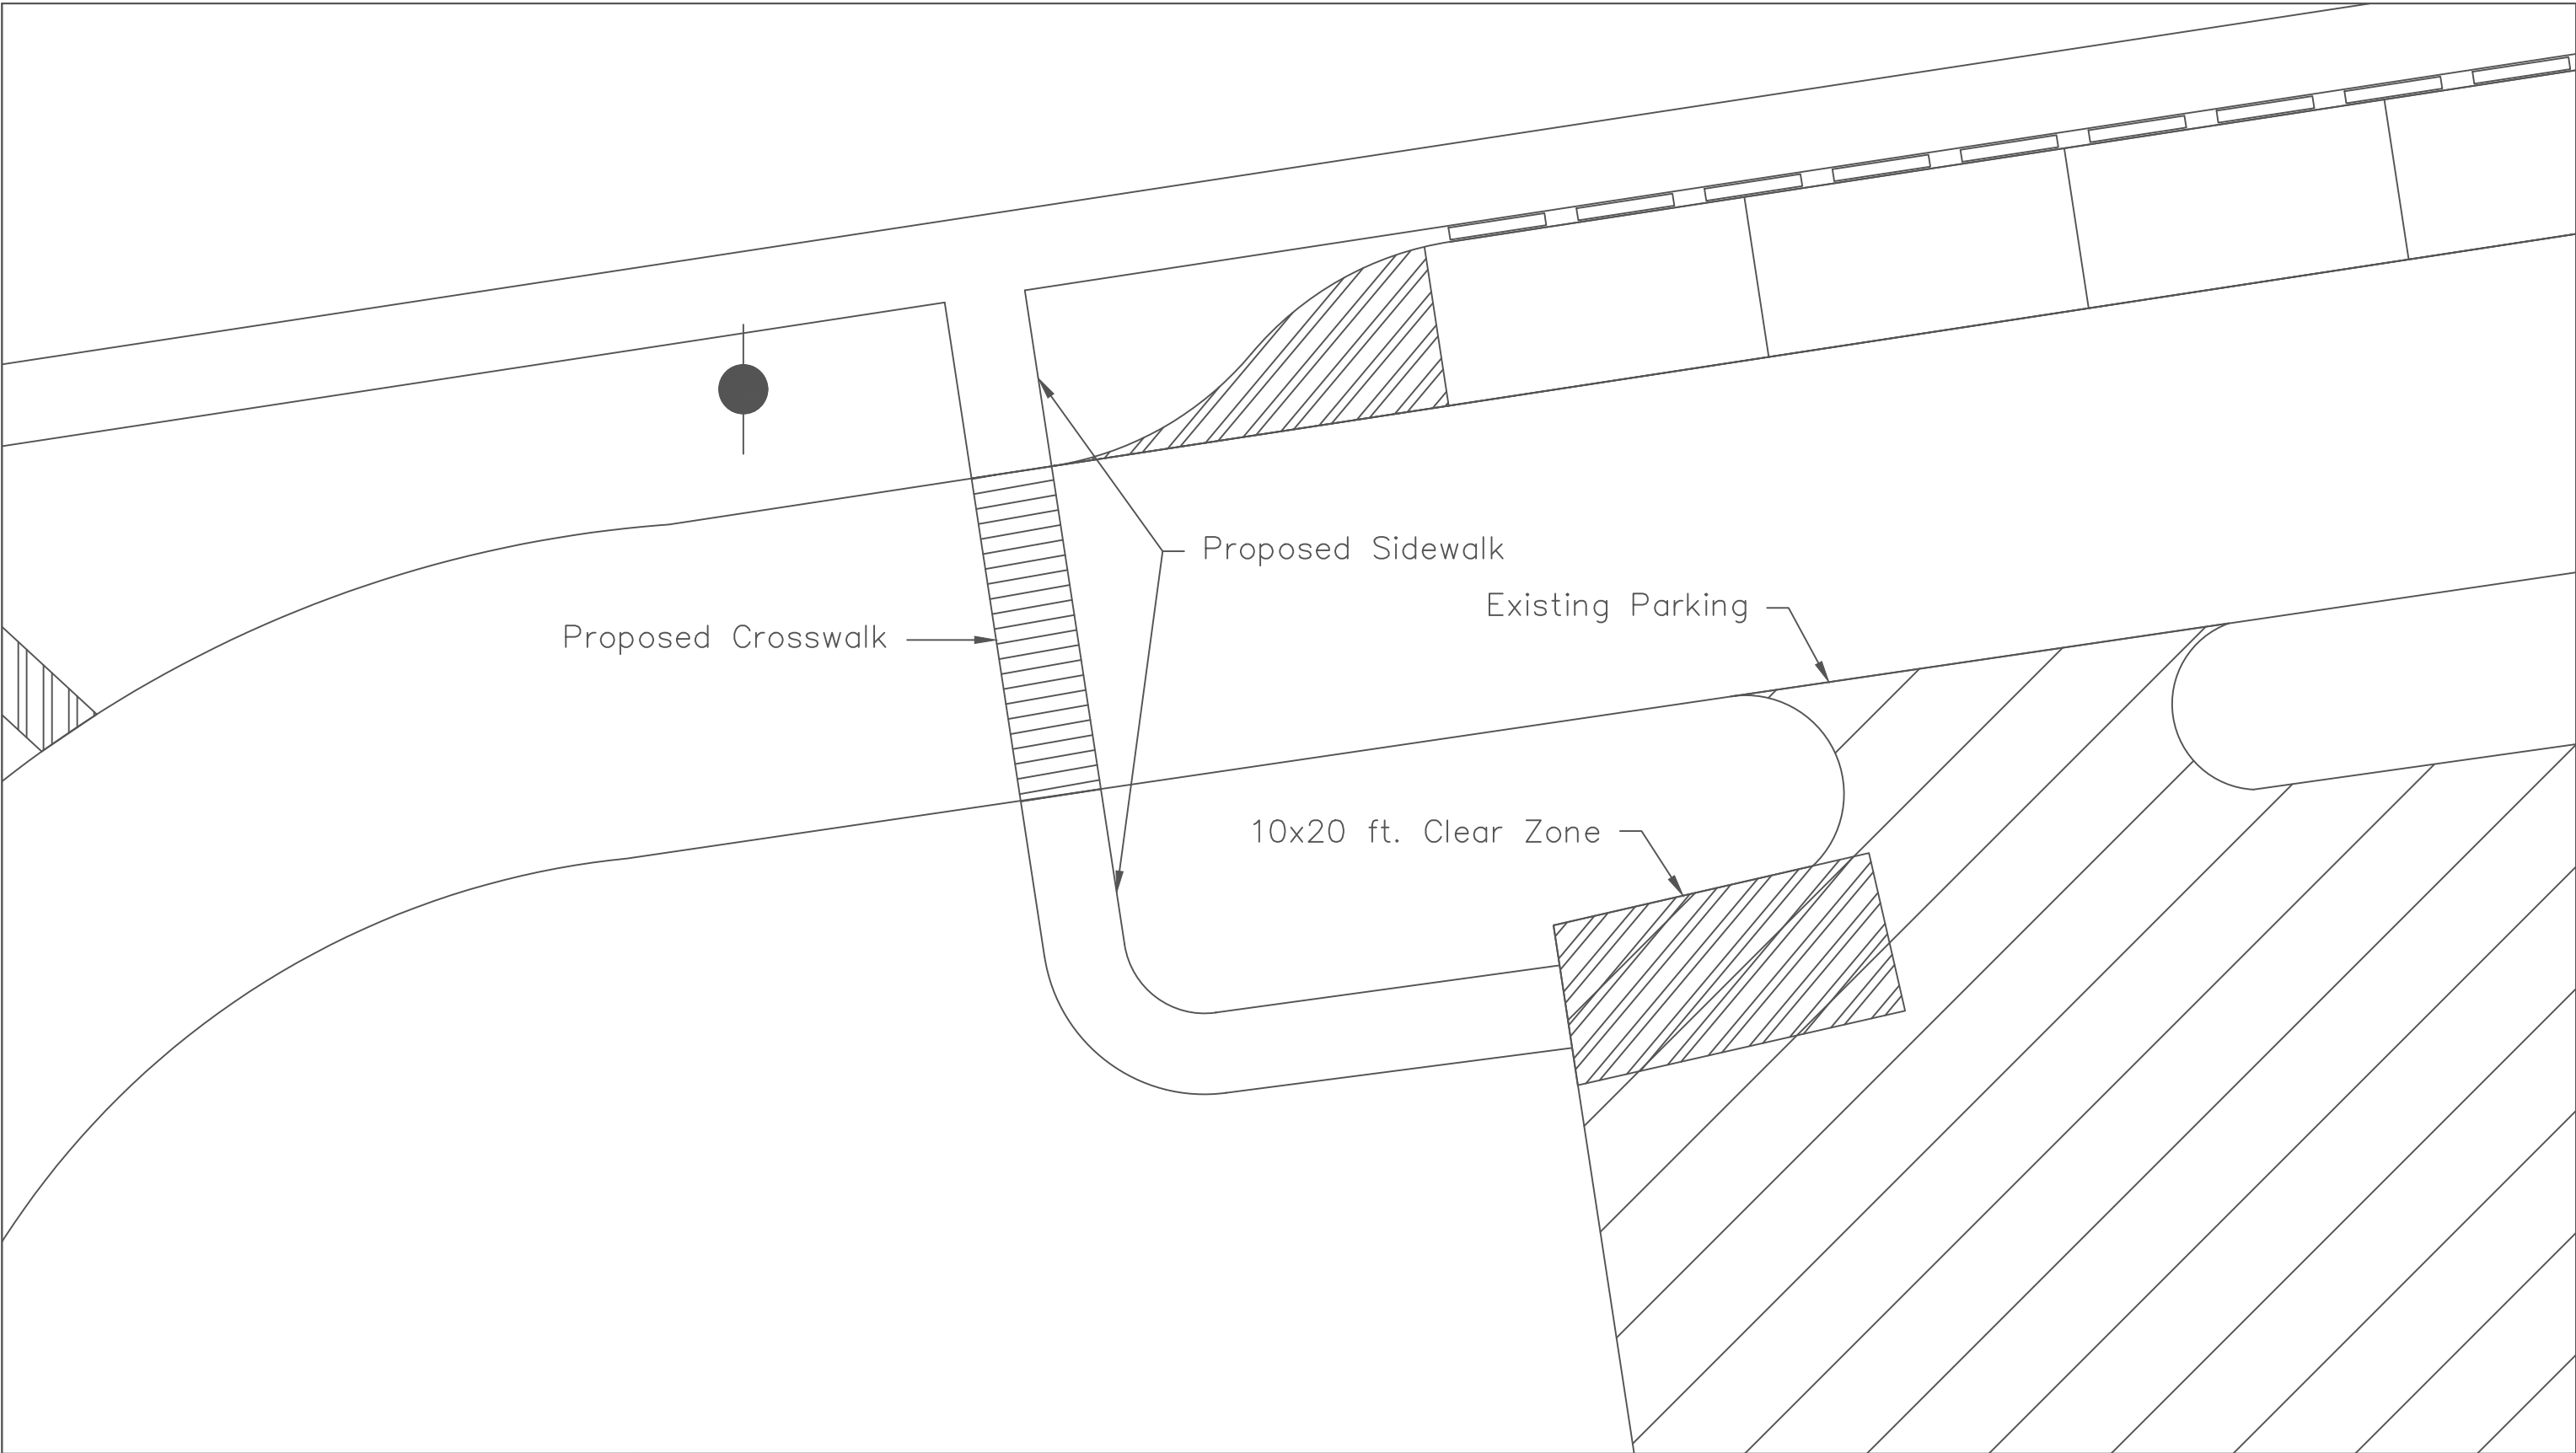 Proposed Sidewalk
Existing Parking
Proposed Crosswalk
10x20 ft. Clear Zone